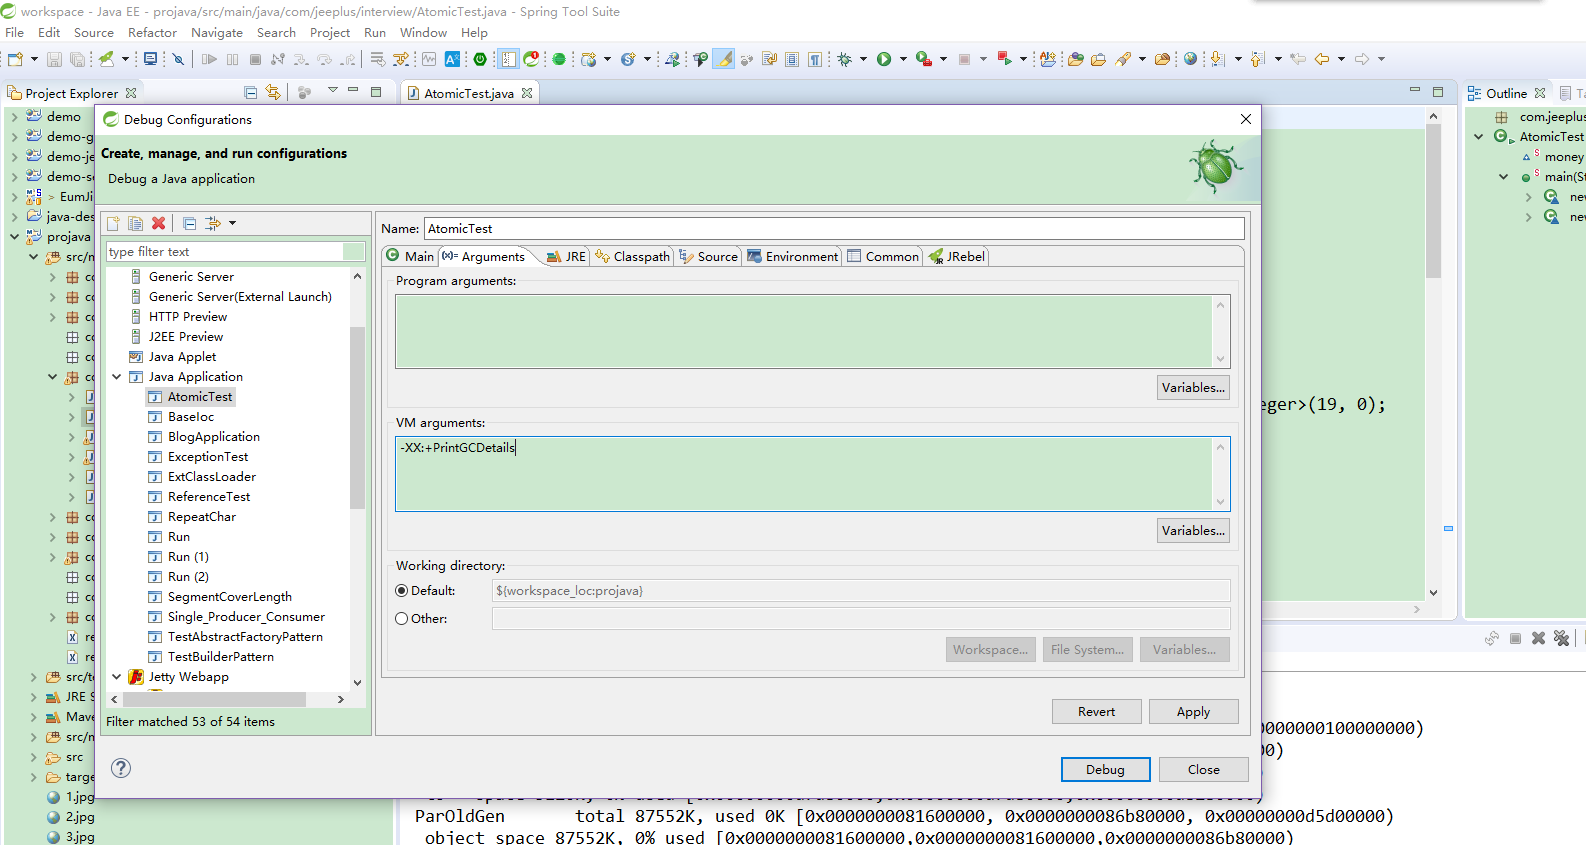 workspace - Java EE - projava/src/main/java/com/jeeplus/interview/AtomicTest.java - Spring Tool Suite
File Edit Source Refactor Navigate Search Project Run Window Help
Project Explorer
AtomicTest.java
Outline
demo
demo-g
demo-je
demo-se
> EumJi
java-des
projava
src/m
JRE S
Mave
src/m
src
targe
1.jpg
2.jpg
3.jpg
Debug Configurations
Create, manage, and run configurations
Debug a Java application
type filter text
Generic Server
Generic Server(External Launch)
HTTP Preview
J2EE Preview
Java Applet
Java Application
AtomicTest
BaseIoc
BlogApplication
ExceptionTest
ExtClassLoader
ReferenceTest
RepeatChar
Run
Run (1)
Run (2)
SegmentCoverLength
Single_Producer_Consumer
TestAbstractFactoryPattern
TestBuilderPattern
Jetty Webapp
Filter matched 53 of 54 items
Name: AtomicTest
Main (x)= Arguments JRE Classpath Source Environment Common JRebel
Program arguments:
Variables...
VM arguments:
-XX:+PrintGCDetails
Variables...
Working directory:
Default: ${workspace_loc:projava}
Other:
Workspace... File System... Variables...
Revert Apply
Debug Close
eger>(19, 0);
com.jeeplus
AtomicTest
money
main(St
nev
nev
0000000100000000)
00)
ParOldGen total 87552K, used 0K [0x0000000081600000, 0x0000000086b80000, 0x00000000d5d00000)
object space 87552K, 0% used [0x0000000081600000,0x0000000081600000,0x0000000086b80000)